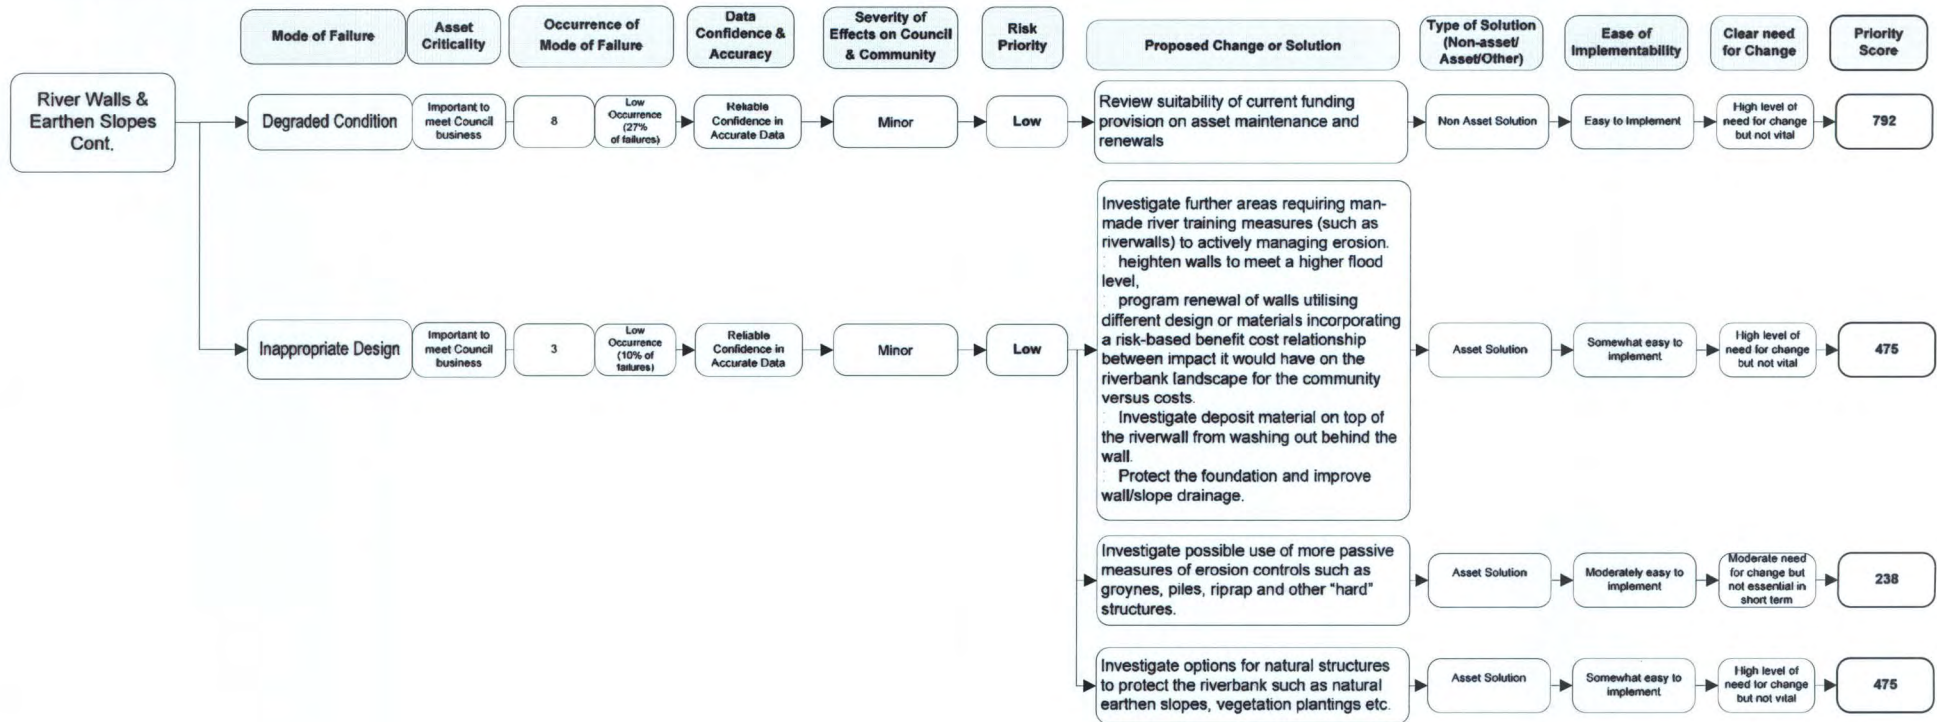 Mode of Failure
Asset
Criticality
Occurrence of
Mode of Failure
Data
Confidence &
Accuracy
Severity of
Effects on Council
& Community
Risk
Priority
Proposed Change or Solution
Type of Solution
(Non-asset/
Asset/Other)
Ease of
Implementability
Clear need
for Change
Priority
Score
River Walls &
Earthen Slopes
Cont.
Degraded Condition
Important to
meet Council
business
8
Low
Occurrence
(27%
of failures)
Reliable
Confidence in
Accurate Data
Minor
Low
Review suitability of current funding
provision on asset maintenance and
renewals
Non Asset Solution
Easy to Implement
High level of
need for change
but not vital
792
Inappropriate Design
Important to
meet Council
business
3
Low
Occurrence
(10% of
failures)
Reliable
Confidence in
Accurate Data
Minor
Low
Investigate further areas requiring man-
made river training measures (such as
riverwalls) to actively managing erosion.
heighten walls to meet a higher flood
level,
program renewal of walls utilising
different design or materials incorporating
a risk-based benefit cost relationship
between impact it would have on the
riverbank landscape for the community
versus costs.
Investigate deposit material on top of
the riverwall from washing out behind the
wall.
Protect the foundation and improve
wall/slope drainage.
Asset Solution
Somewhat easy to
implement
High level of
need for change
but not vital
475
Investigate possible use of more passive
measures of erosion controls such as
groynes, piles, riprap and other "hard"
structures.
Asset Solution
Moderately easy to
implement
Moderate need
for change but
not essential in
short term
238
Investigate options for natural structures
to protect the riverbank such as natural
earthen slopes, vegetation plantings etc.
Asset Solution
Somewhat easy to
implement
High level of
need for change
but not vital
475